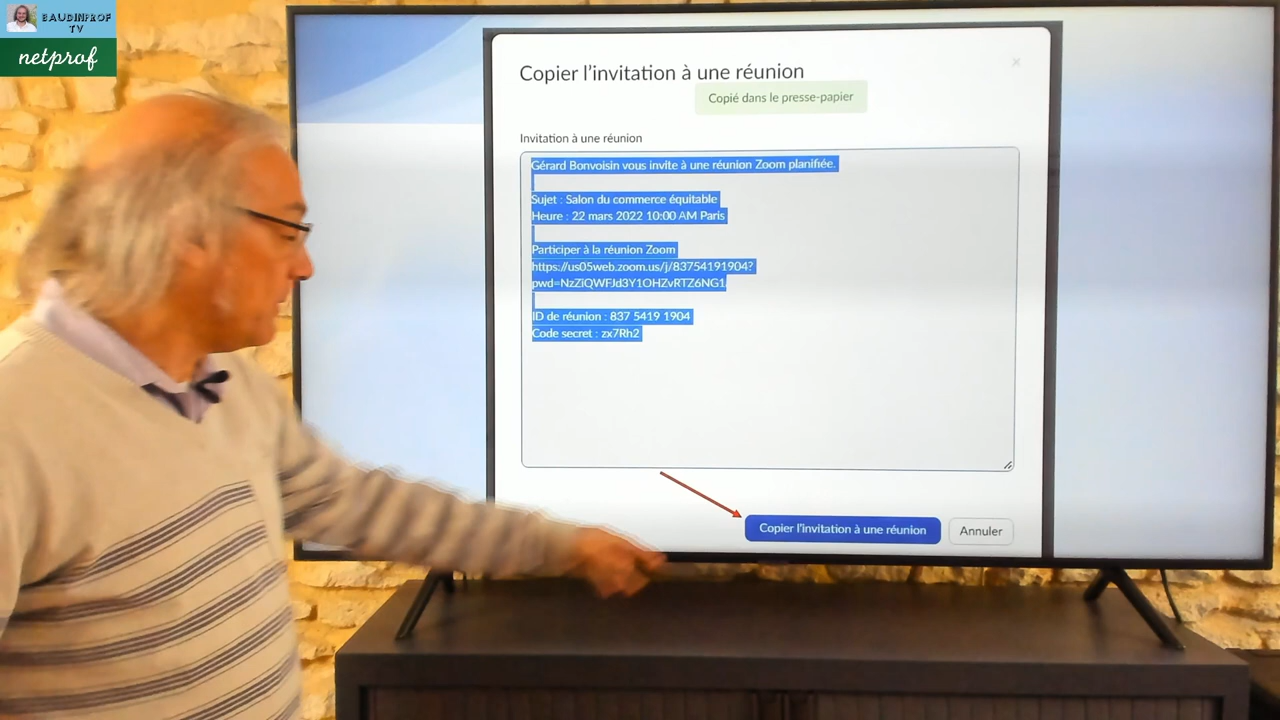 BAUDINPROF
TV
netprof
Copier l'invitation à une réunion
Copié dans le presse-papier
Invitation à une réunion
Gérard Bonvoisin vous invite à une réunion Zoom planifiée.
Sujet : Salon du commerce équitable
Heure : 22 mars 2022 10:00 AM Paris
Participer à la réunion Zoom
https://us05web.zoom.us/j/83754191904?
pwd=NzZiQWFJd3Y1OHZvRTZ6NG1
ID de réunion : 837 5419 1904
Code secret : zx7Rh2
Copier l'invitation à une réunion
Annuler